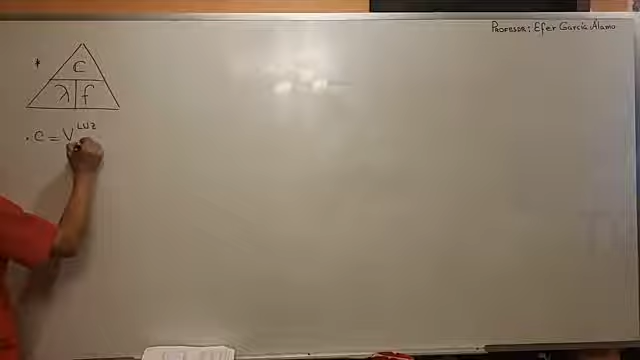 PROFESOR: Efer García Álamo
* C
λ f
. C = V LUZ